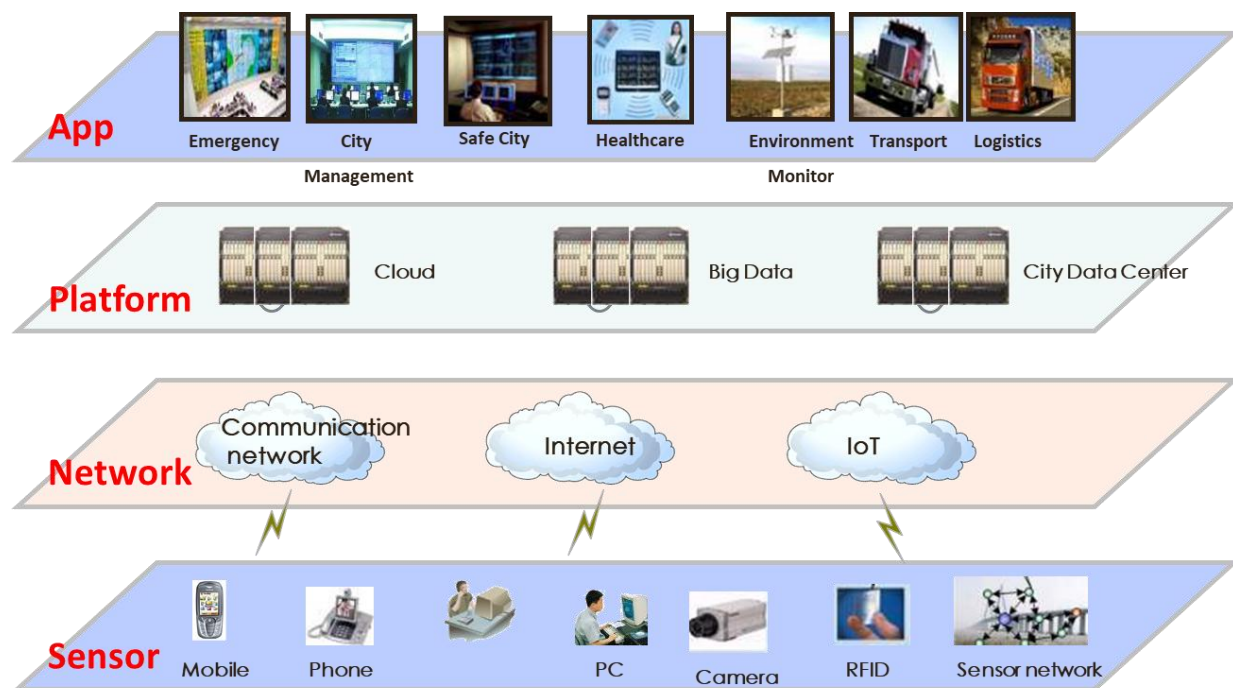 App
Emergency
City
Management
Safe City
Healthcare
Environment
Monitor
Transport
Logistics
Platform
Cloud
Big Data
City Data Center
Network
Communication
network
Internet
IoT
Sensor
Mobile
Phone
PC
Camera
RFID
Sensor network